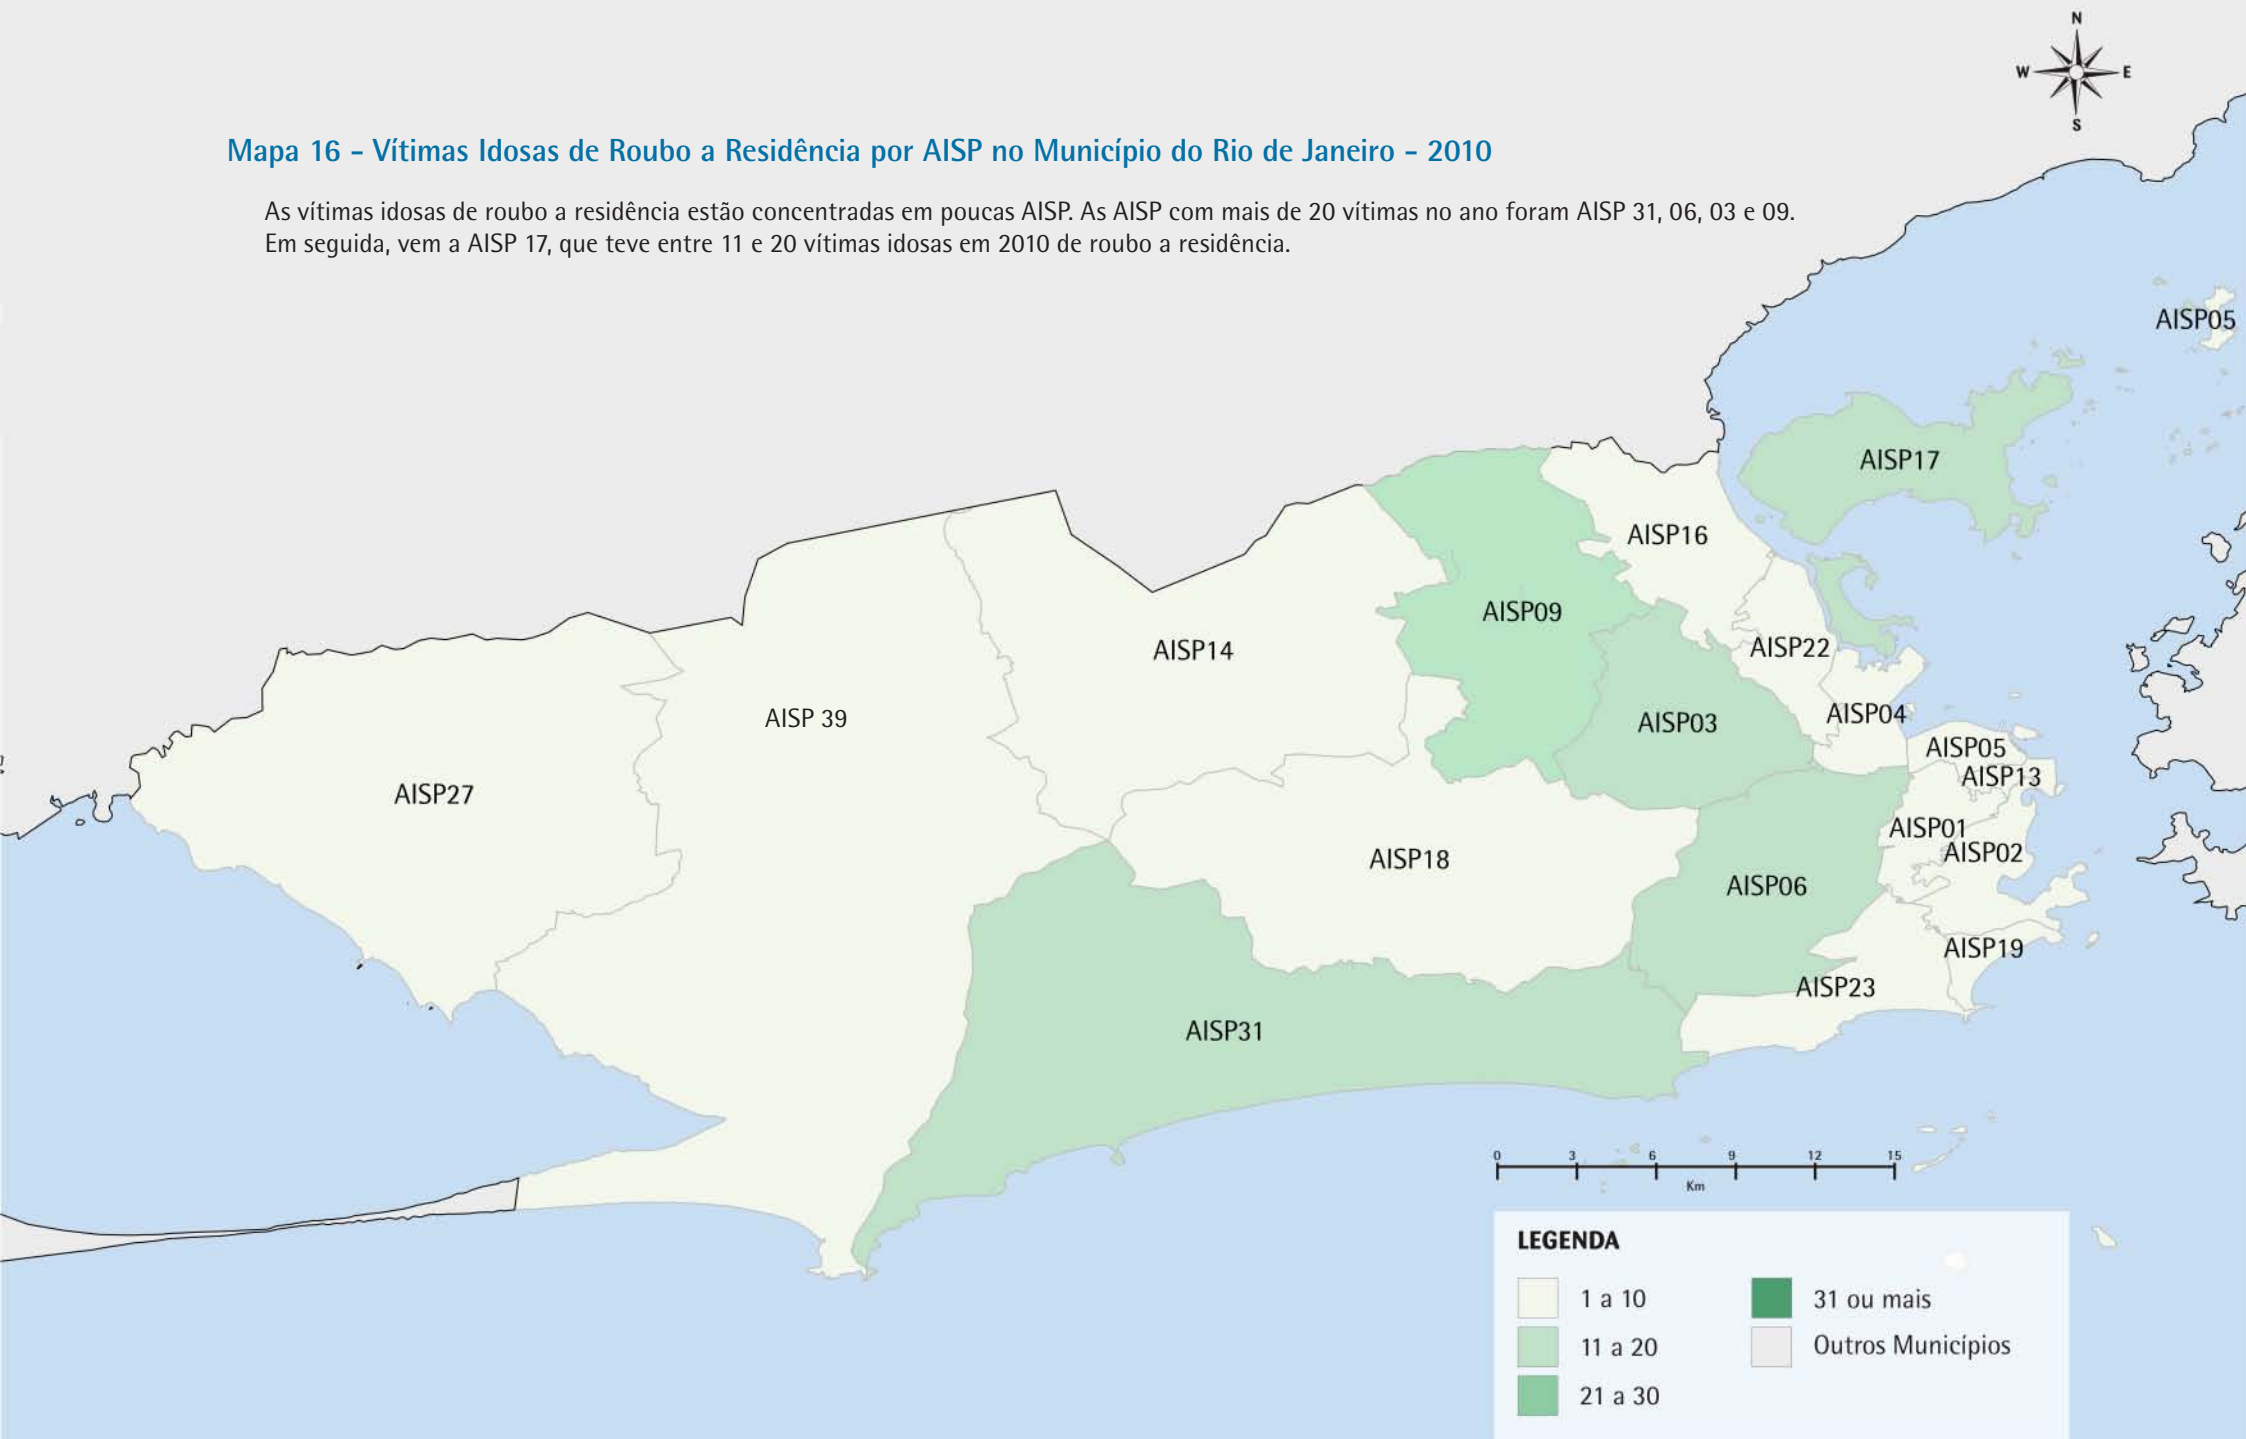 N
W E
S
Mapa 16 - Vítimas Idosas de Roubo a Residência por AISP no Município do Rio de Janeiro - 2010
As vítimas idosas de roubo a residência estão concentradas em poucas AISP. As AISP com mais de 20 vítimas no ano foram AISP 31, 06, 03 e 09.
Em seguida, vem a AISP 17, que teve entre 11 e 20 vítimas idosas em 2010 de roubo a residência.
AISP05
AISP17
AISP16
AISP09
AISP14
AISP22
AISP 39
AISP03
AISP04
AISP05
AISP13
AISP27
AISP01
AISP02
AISP18
AISP06
AISP19
AISP23
AISP31
0 3 6 9 12 15
Km
LEGENDA
1 a 10
11 a 20
21 a 30
31 ou mais
Outros Municípios